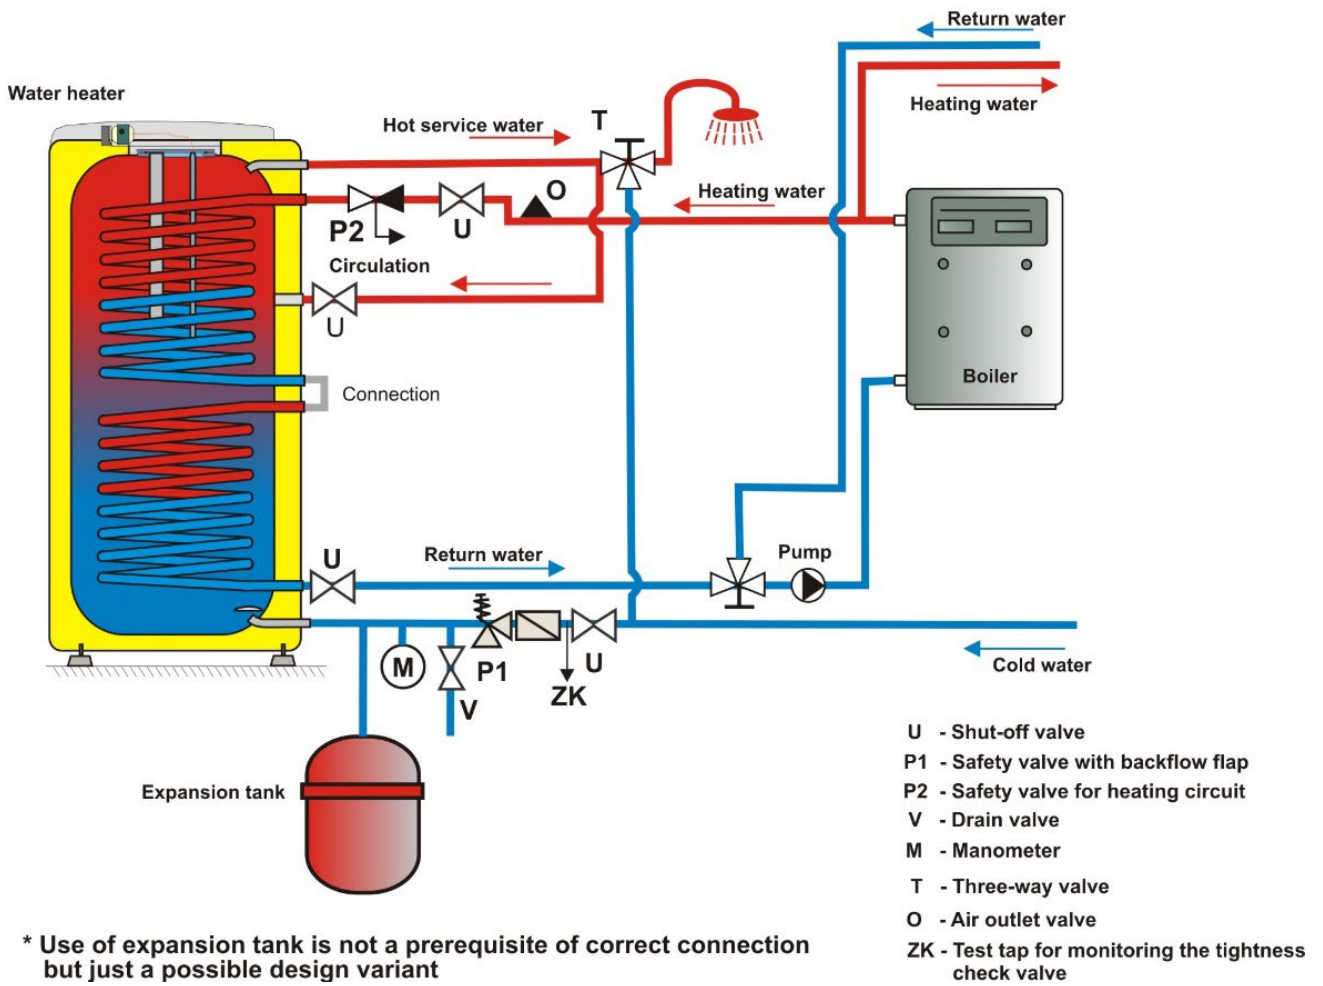 Return water
Water heater
Heating water
Hot service water
T
Heating water
O
P2
U
Circulation
U
Boiler
Connection
U
Return water
Pump
M
P1
U
Cold water
ZK
V
Expansion tank
U - Shut-off valve
P1 - Safety valve with backflow flap
P2 - Safety valve for heating circuit
V - Drain valve
M - Manometer
T - Three-way valve
O - Air outlet valve
ZK - Test tap for monitoring the tightness
check valve
* Use of expansion tank is not a prerequisite of correct connection
but just a possible design variant